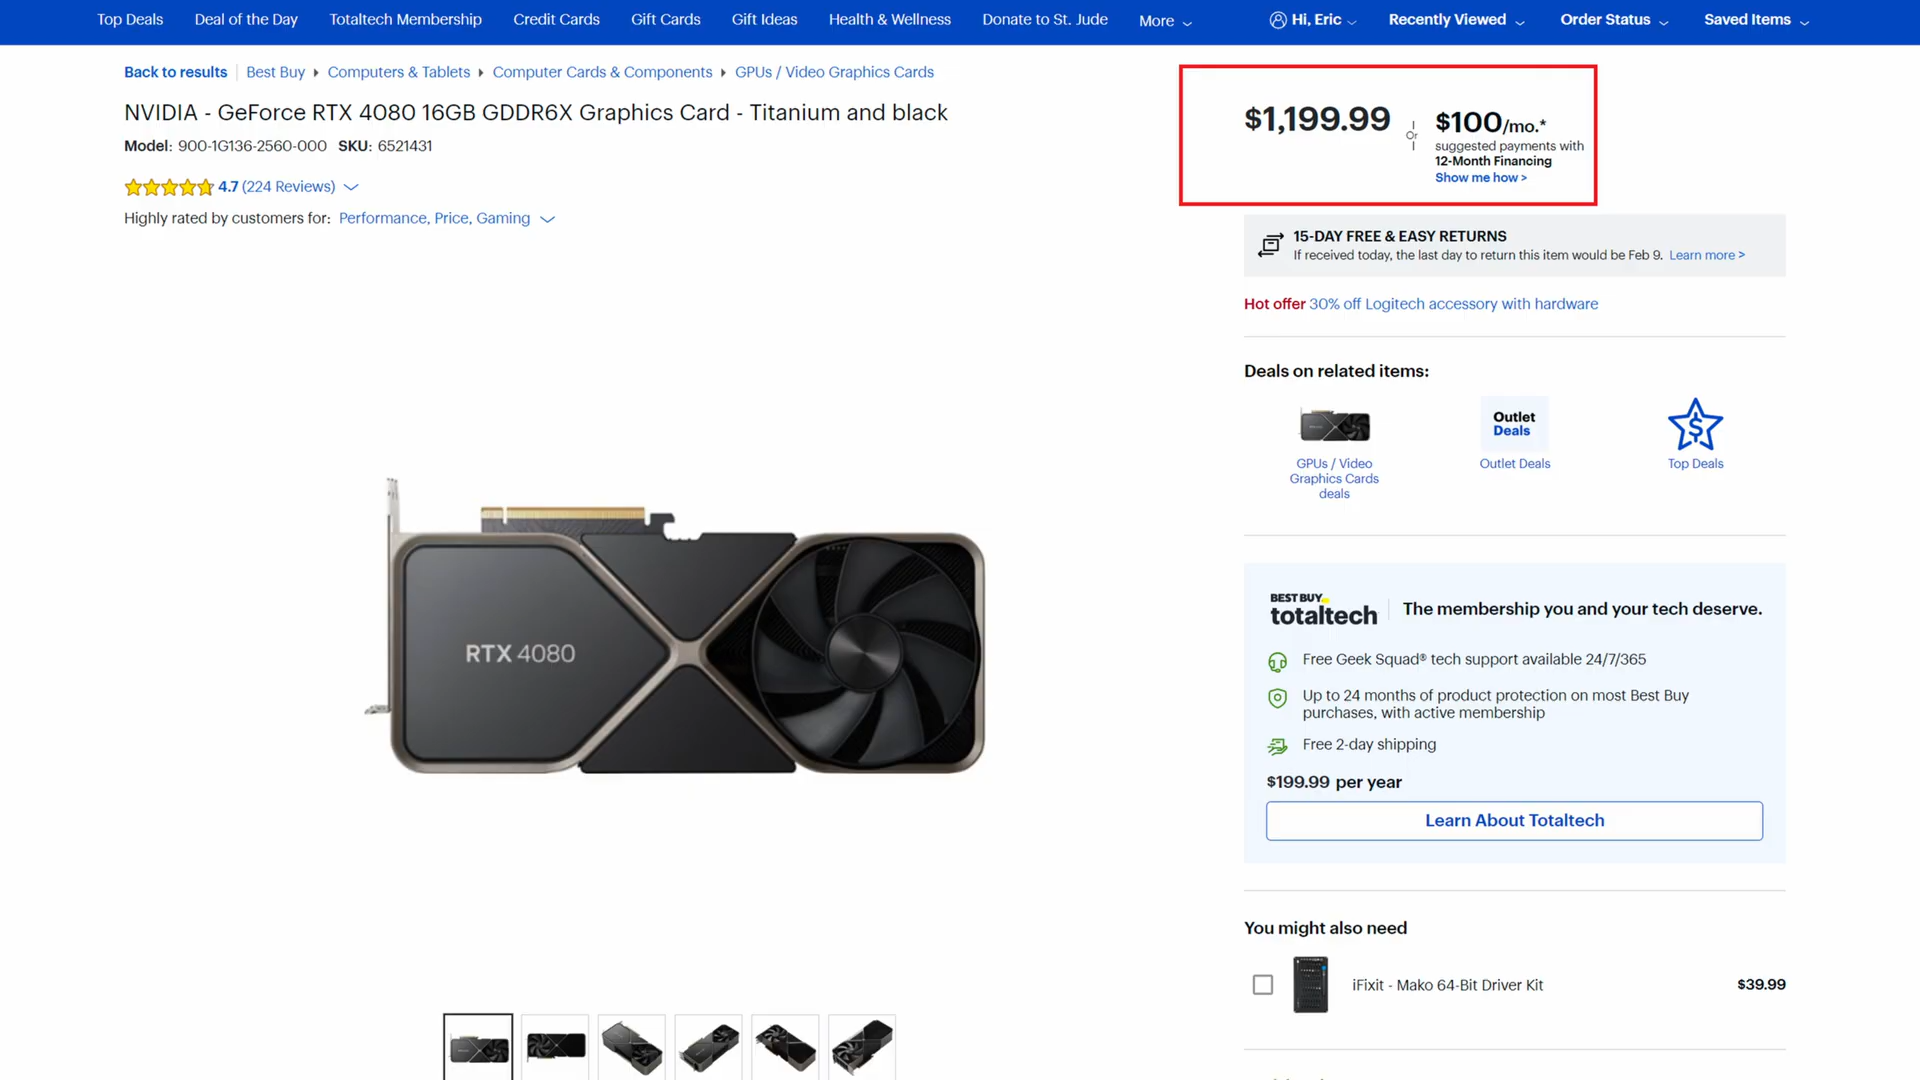 Top Deals Deal of the Day Totaltech Membership Credit Cards Gift Cards Gift Ideas Health & Wellness Donate to St. Jude More Hi, Eric Recently Viewed Order Status Saved Items
Back to results Best Buy Computers & Tablets Computer Cards & Components GPUs / Video Graphics Cards
NVIDIA - GeForce RTX 4080 16GB GDDR6X Graphics Card - Titanium and black
Model: 900-1G136-2560-000 SKU: 6521431
4.7 (224 Reviews)
Highly rated by customers for: Performance, Price, Gaming
RTX 4080
$1,199.99
Or
$100/mo.*
suggested payments with
12-Month Financing
Show me how >
15-DAY FREE & EASY RETURNS
If received today, the last day to return this item would be Feb 9. Learn more >
Hot offer 30% off Logitech accessory with hardware
Deals on related items:
GPUs / Video
Graphics Cards
deals
Outlet
Deals
Outlet Deals
Top Deals
BEST BUY
totaltech
The membership you and your tech deserve.
Free Geek Squad® tech support available 24/7/365
Up to 24 months of product protection on most Best Buy
purchases, with active membership
Free 2-day shipping
$199.99 per year
Learn About Totaltech
You might also need
iFixit - Mako 64-Bit Driver Kit $39.99